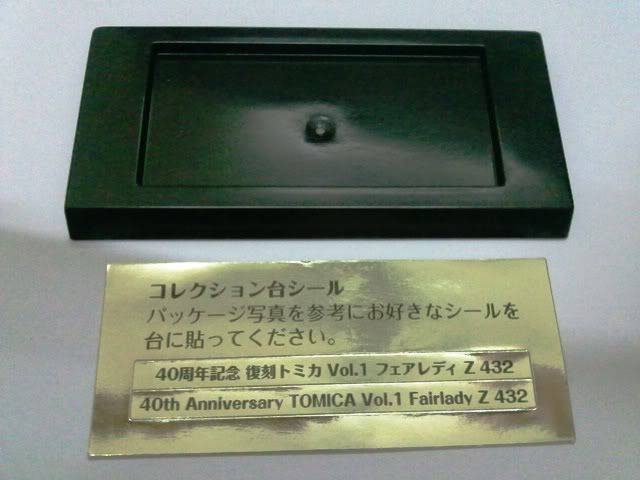 コレクション台シール
パッケージ写真を参考にお好きなシールを
台に貼ってください。
40周年記念 復刻トミカ Vol.1 フェアレディ Z 432
40th Anniversary TOMICA Vol.1 Fairlady Z 432